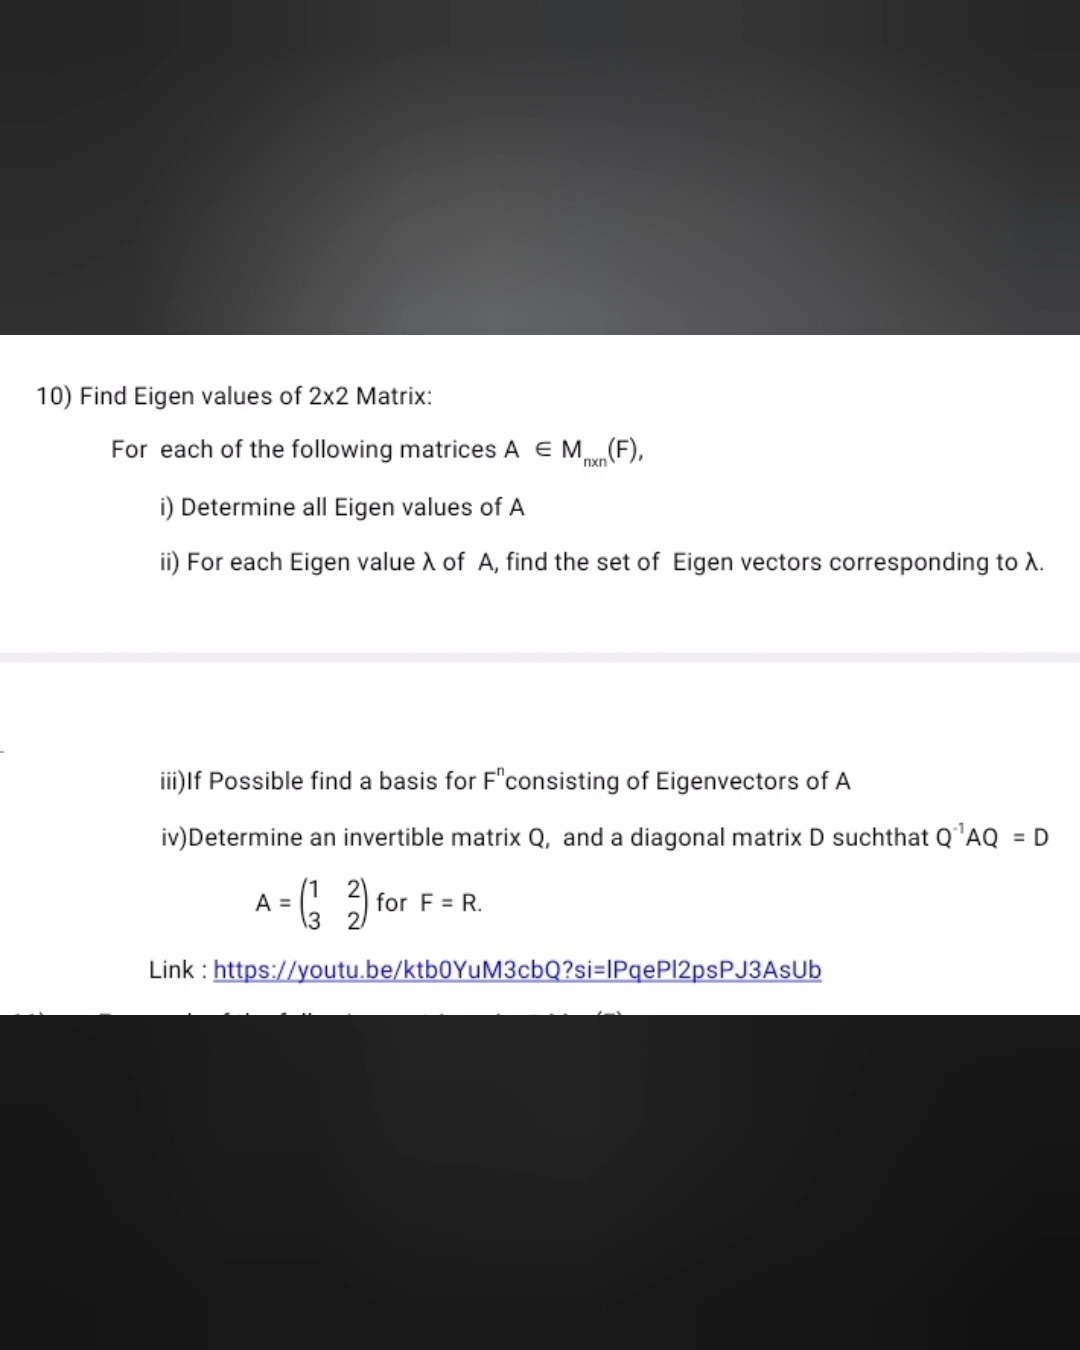 10) Find Eigen values of 2x2 Matrix:
For each of the following matrices A ∈ Mnxn(F),
i) Determine all Eigen values of A
ii) For each Eigen value λ of A, find the set of Eigen vectors corresponding to λ.
iii)If Possible find a basis for Fⁿconsisting of Eigenvectors of A
iv)Determine an invertible matrix Q, and a diagonal matrix D suchthat Q⁻¹AQ = D
A = (1 2
3 2) for F = R.
Link : https://youtu.be/ktb0YuM3cbQ?si=lPqePl2psPJ3AsUb